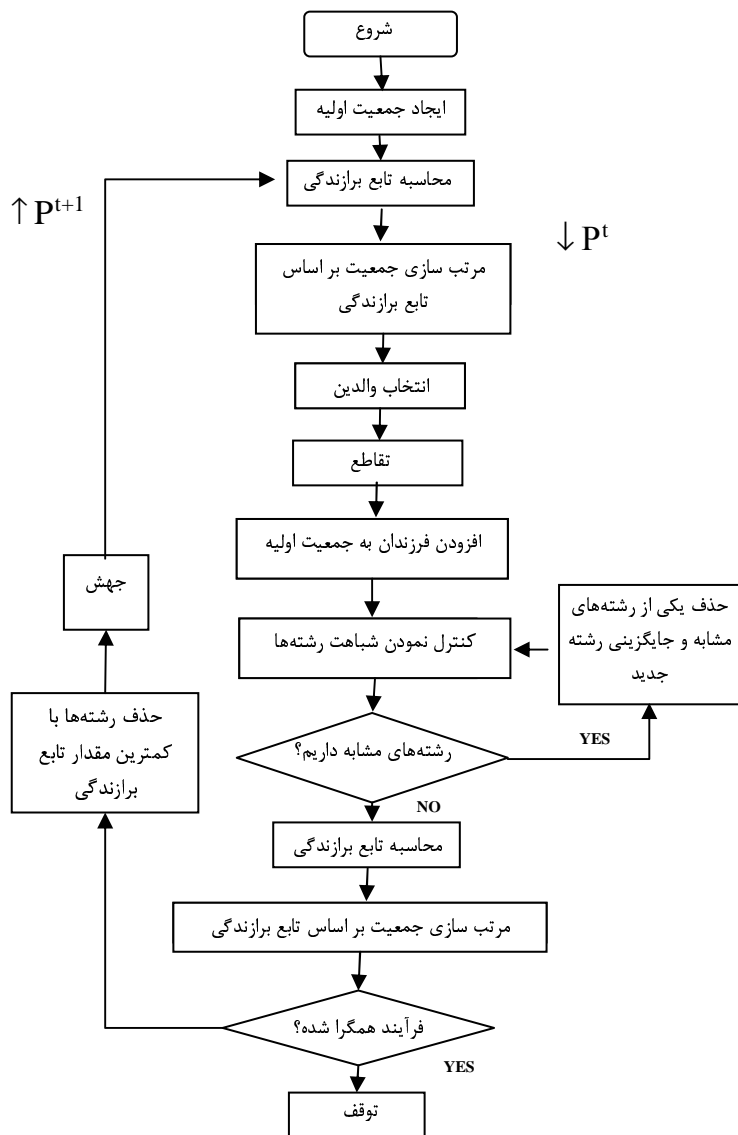 شروع
ایجاد جمعیت اولیه
محاسبه تابع برازندگی
↑ P^t+1
↓ P^t
مرتب سازی جمعیت بر اساس
تابع برازندگی
انتخاب والدین
تقاطع
افزودن فرزندان به جمعیت اولیه
جهش
حذف یکی از رشته‌های
مشابه و جایگزینی رشته
جدید
کنترل نمودن شباهت رشته‌ها
حذف رشته‌ها با
کمترین مقدار تابع
برازندگی
رشته‌های مشابه داریم؟
YES
NO
محاسبه تابع برازندگی
مرتب سازی جمعیت بر اساس تابع برازندگی
فرآیند همگرا شده؟
YES
توقف